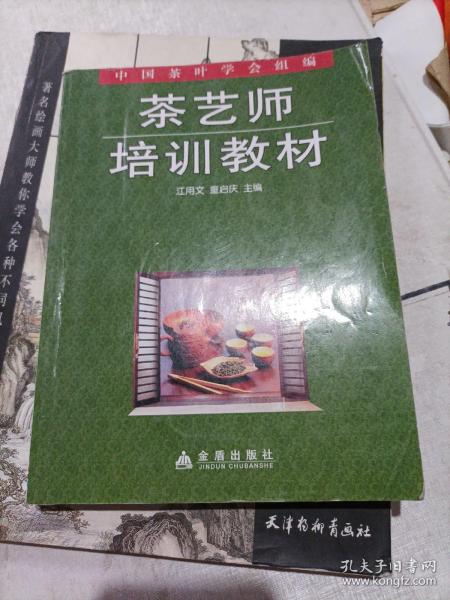 中国茶叶学会组编
茶艺师
培训教材
江用文 童启庆 主编
金盾出版社
JINDUN CHUBANSHE
著名绘画大师教你学会各种不同
天津杨柳青画社
孔夫子旧书网
book.kongfz.com